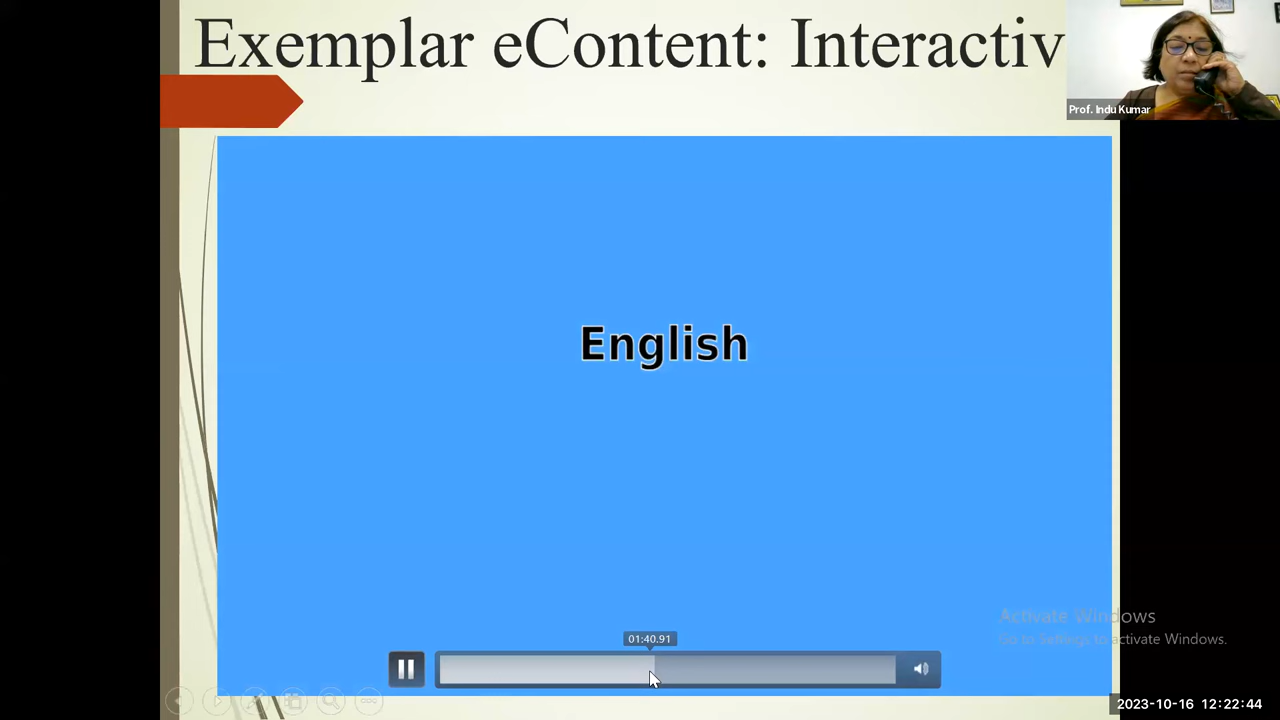 Exemplar eContent: Interactiv
Prof. Indu Kumar
English
01:40.91
Activate Windows
Go to Settings to activate Windows.
2023-10-16 12:22:44